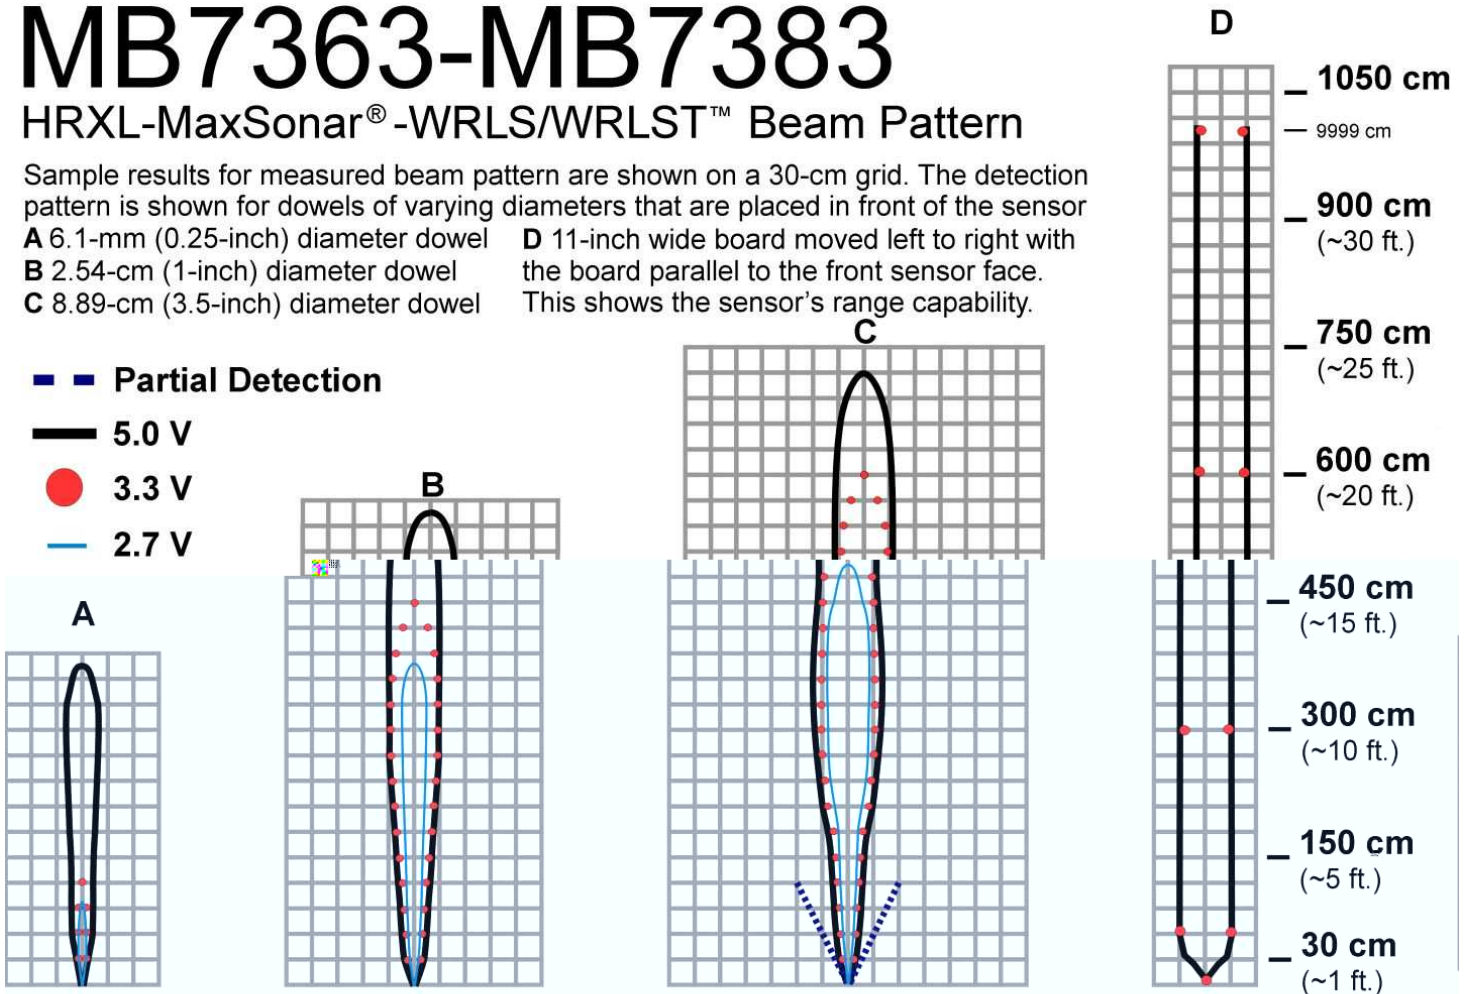 MB7363-MB7383
HRXL-MaxSonar®-WRLS/WRLST™ Beam Pattern
Sample results for measured beam pattern are shown on a 30-cm grid. The detection
pattern is shown for dowels of varying diameters that are placed in front of the sensor
A 6.1-mm (0.25-inch) diameter dowel
B 2.54-cm (1-inch) diameter dowel
C 8.89-cm (3.5-inch) diameter dowel
D 11-inch wide board moved left to right with
the board parallel to the front sensor face.
This shows the sensor's range capability.
Partial Detection
5.0 V
3.3 V
2.7 V
A
B
C
D
1050 cm
9999 cm
900 cm
(~30 ft.)
750 cm
(~25 ft.)
600 cm
(~20 ft.)
450 cm
(~15 ft.)
300 cm
(~10 ft.)
150 cm
(~5 ft.)
30 cm
(~1 ft.)